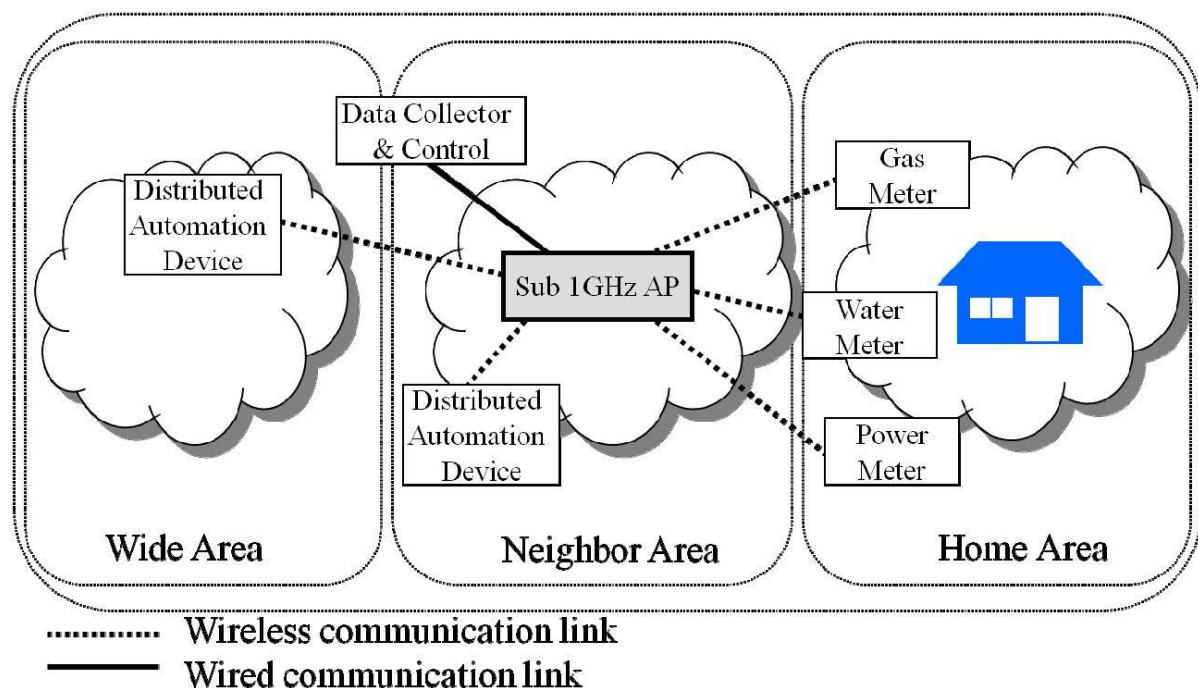 Data Collector
& Control
Distributed
Automation
Device
Gas
Meter
Sub 1GHz AP
Water
Meter
Distributed
Automation
Device
Power
Meter
Wide Area
Neighbor Area
Home Area
Wireless communication link
Wired communication link